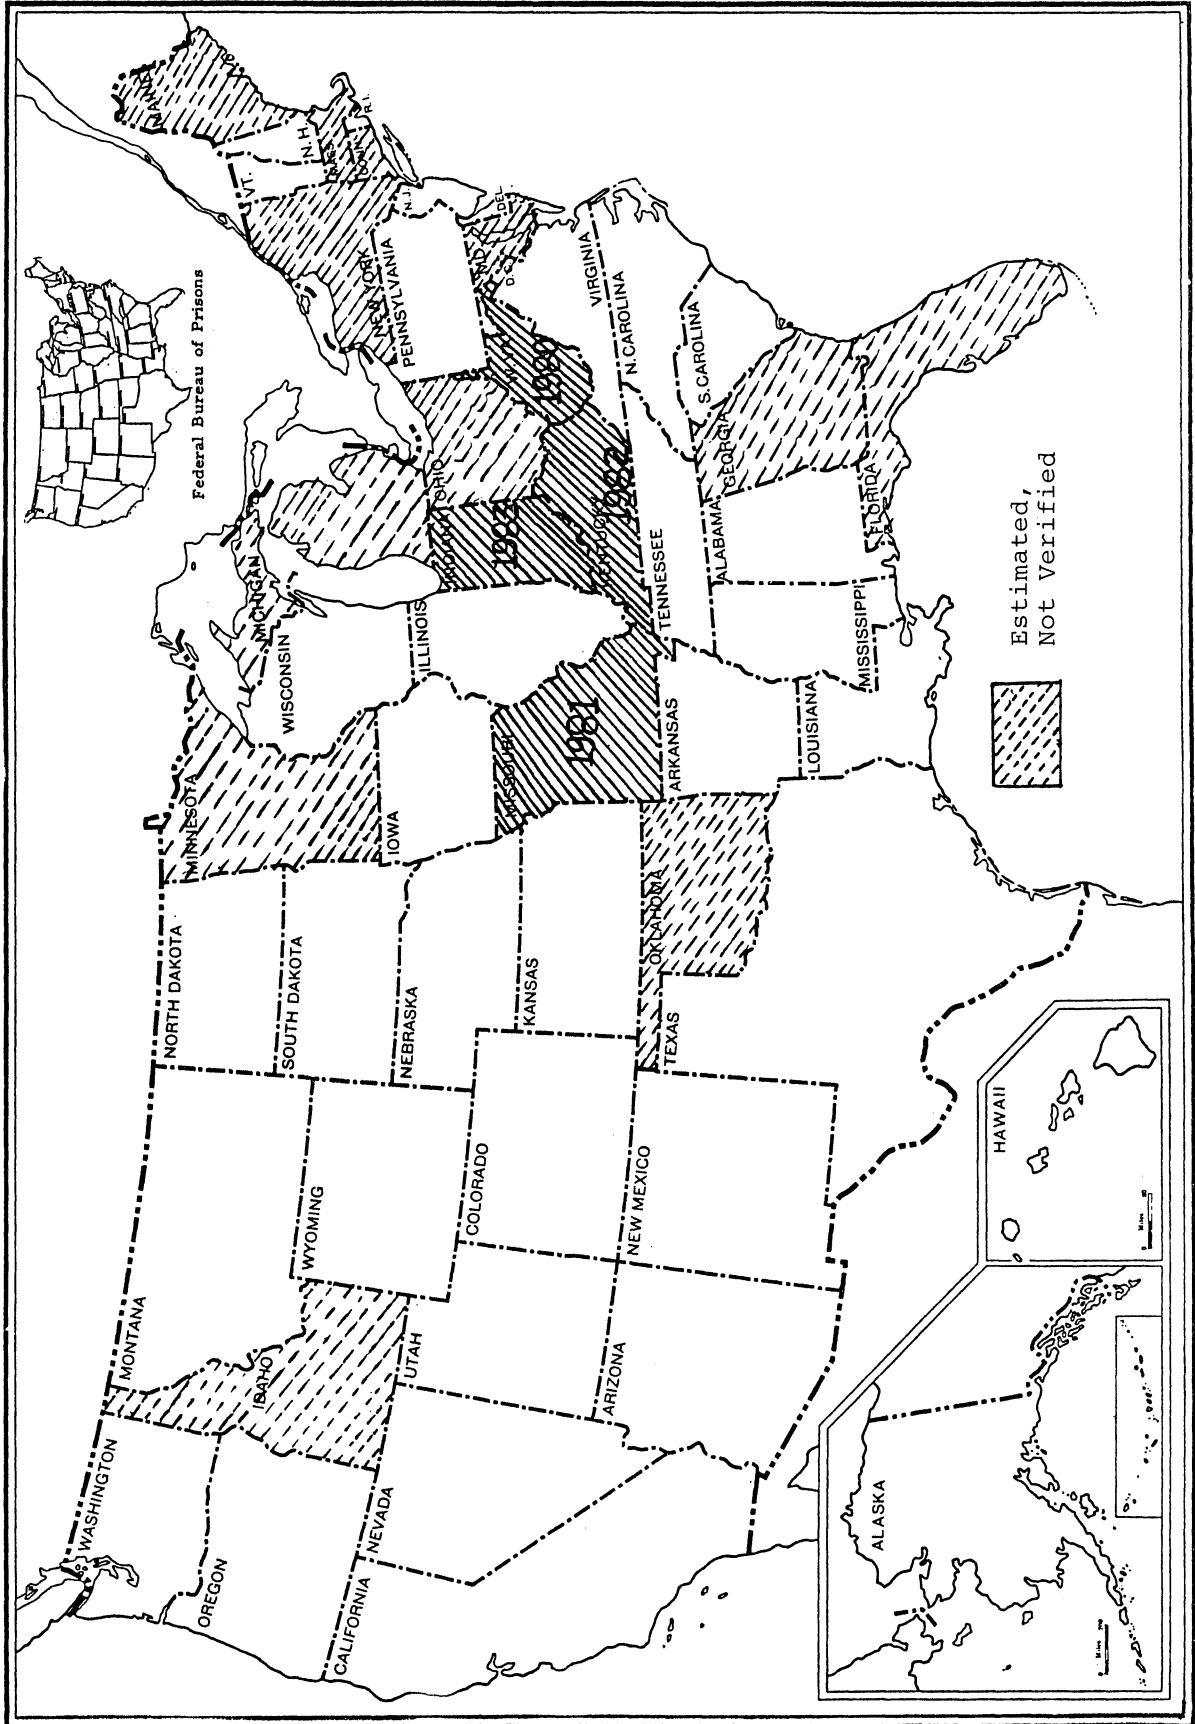 Federal Bureau of Prisons
WASHINGTON
OREGON
CALIFORNIA
NEVADA
IDAHO
MONTANA
WYOMING
UTAH
ARIZONA
COLORADO
NEW MEXICO
NORTH DAKOTA
SOUTH DAKOTA
NEBRASKA
KANSAS
OKLAHOMA
TEXAS
MINNESOTA
IOWA
MISSOURI
1981
ARKANSAS
LOUISIANA
WISCONSIN
ILLINOIS
MICHIGAN
INDIANA
OHIO
KENTUCKY
1982
TENNESSEE
MISSISSIPPI
ALABAMA
GEORGIA
FLORIDA
S. CAROLINA
N. CAROLINA
VIRGINIA
W. VA.
MD.
D.C.
DEL.
PENNSYLVANIA
N.J.
NEW YORK
CONN.
R.I.
MASS.
VT.
N.H.
MAINE
Estimated,
Not Verified
ALASKA
HAWAII